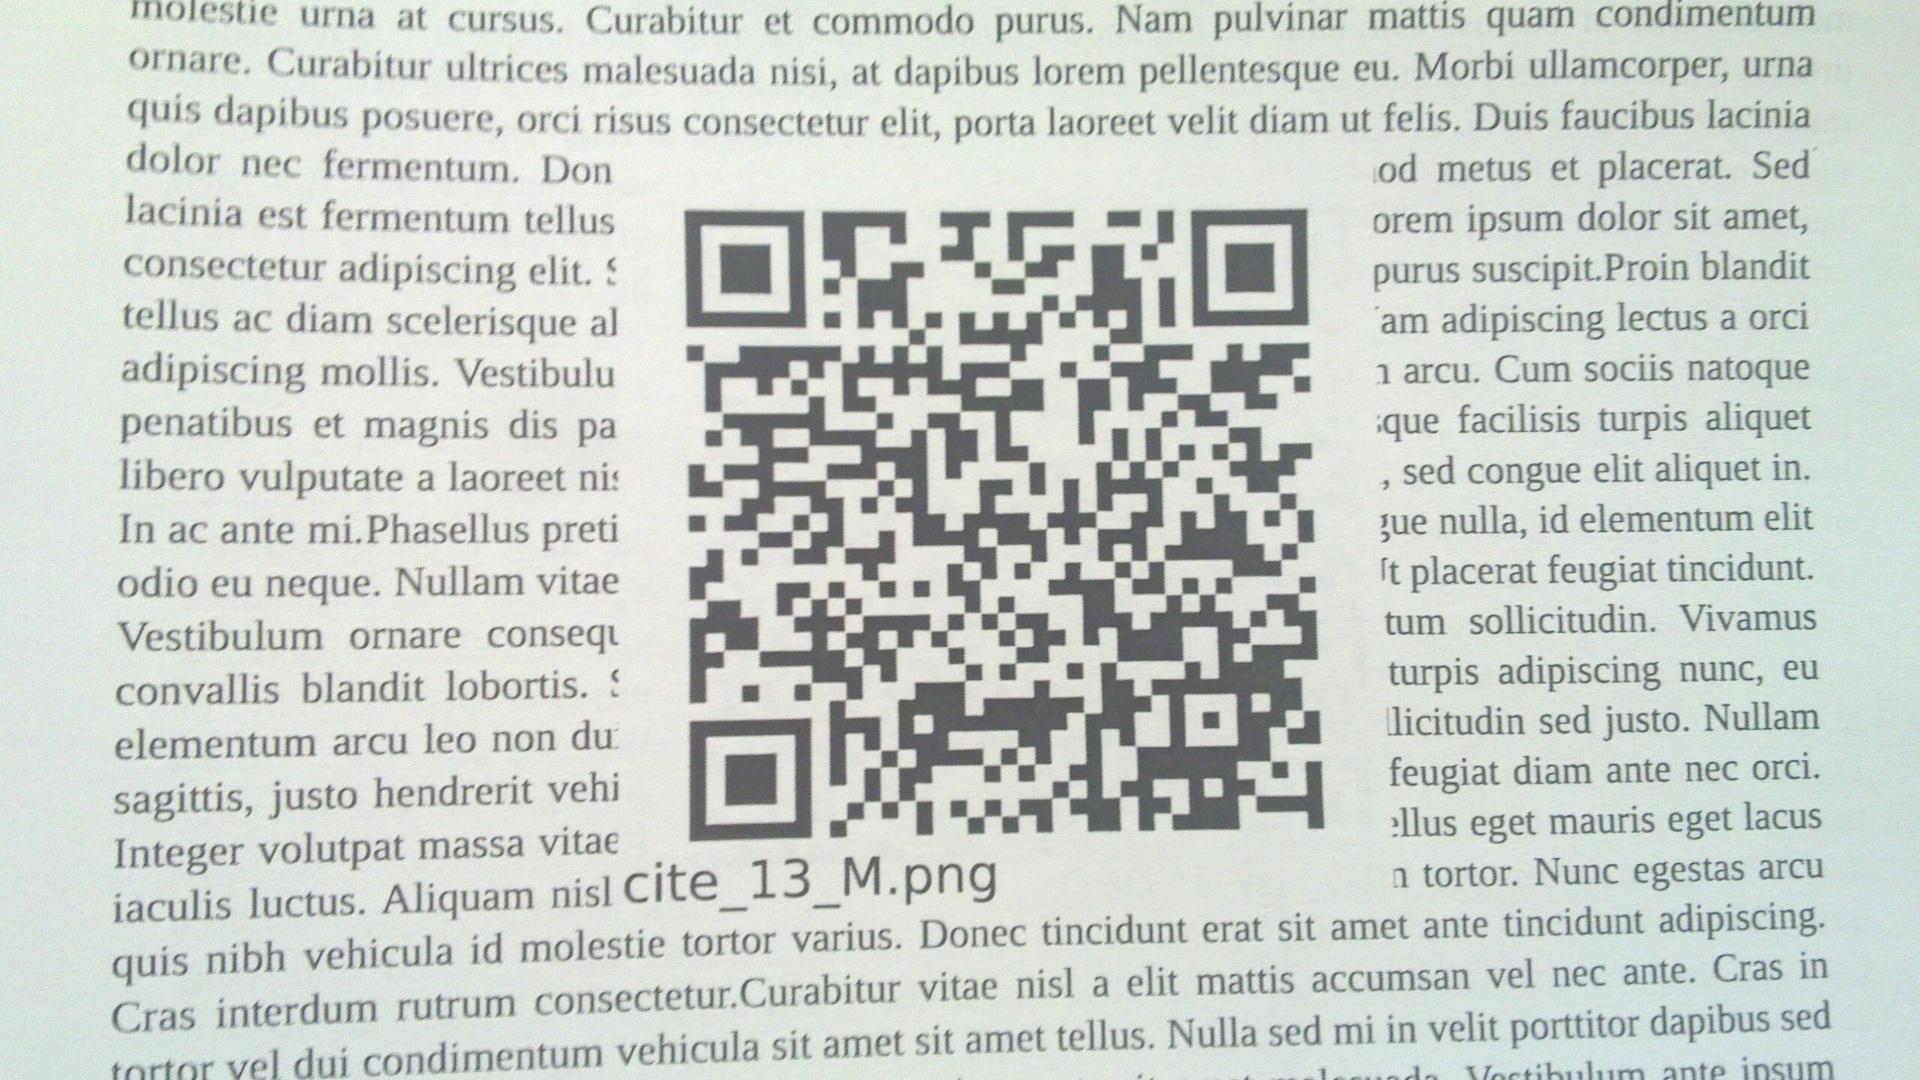 molestie urna at cursus. Curabitur et commodo purus. Nam pulvinar mattis quam condimentum
ornare. Curabitur ultrices malesuada nisi, at dapibus lorem pellentesque eu. Morbi ullamcorper, urna
quis dapibus posuere, orci risus consectetur elit, porta laoreet velit diam ut felis. Duis faucibus lacinia
dolor nec fermentum. Don od metus et placerat. Sed
lacinia est fermentum tellus orem ipsum dolor sit amet,
consectetur adipiscing elit. purus suscipit.Proin blandit
tellus ac diam scelerisque al am adipiscing lectus a orci
adipiscing mollis. Vestibulu arcu. Cum sociis natoque
penatibus et magnis dis pa que facilisis turpis aliquet
libero vulputate a laoreet ni , sed congue elit aliquet in.
In ac ante mi.Phasellus preti gue nulla, id elementum elit
odio eu neque. Nullam vitae t placerat feugiat tincidunt.
Vestibulum ornare consequ tum sollicitudin. Vivamus
convallis blandit lobortis. turpis adipiscing nunc, eu
elementum arcu leo non du licitudin sed justo. Nullam
sagittis, justo hendrerit vehi feugiat diam ante nec orci.
Integer volutpat massa vitae ellus eget mauris eget lacus
iaculis luctus. Aliquam nisl cite_13_M.png tortor. Nunc egestas arcu
quis nibh vehicula id molestie tortor varius. Donec tincidunt erat sit amet ante tincidunt adipiscing.
Cras interdum rutrum consectetur.Curabitur vitae nisl a elit mattis accumsan vel nec ante. Cras in
tortor vel dui condimentum vehicula sit amet sit amet tellus. Nulla sed mi in velit porttitor dapibus sed
Vestibulum ante ipsum